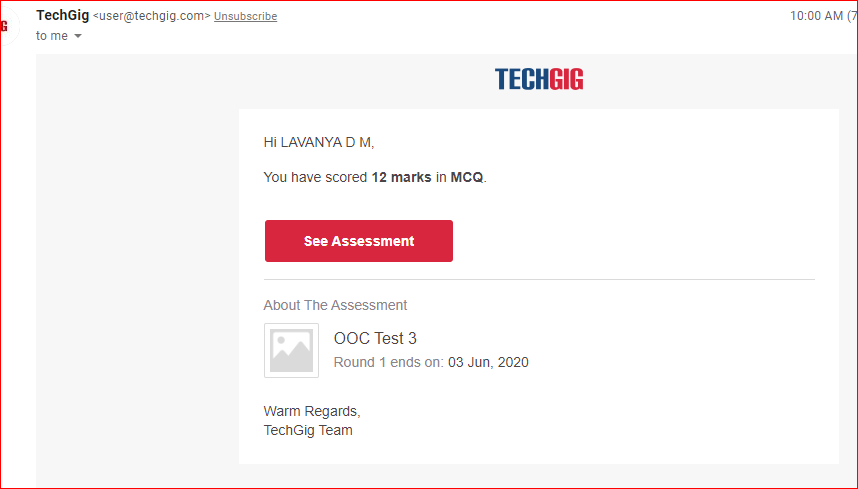 TechGig <user@techgig.com> Unsubscribe
10:00 AM (7
to me
G
TECHGIG
Hi LAVANYA D M,
You have scored 12 marks in MCQ.
See Assessment
About The Assessment
OOC Test 3
Round 1 ends on: 03 Jun, 2020
Warm Regards,
TechGig Team